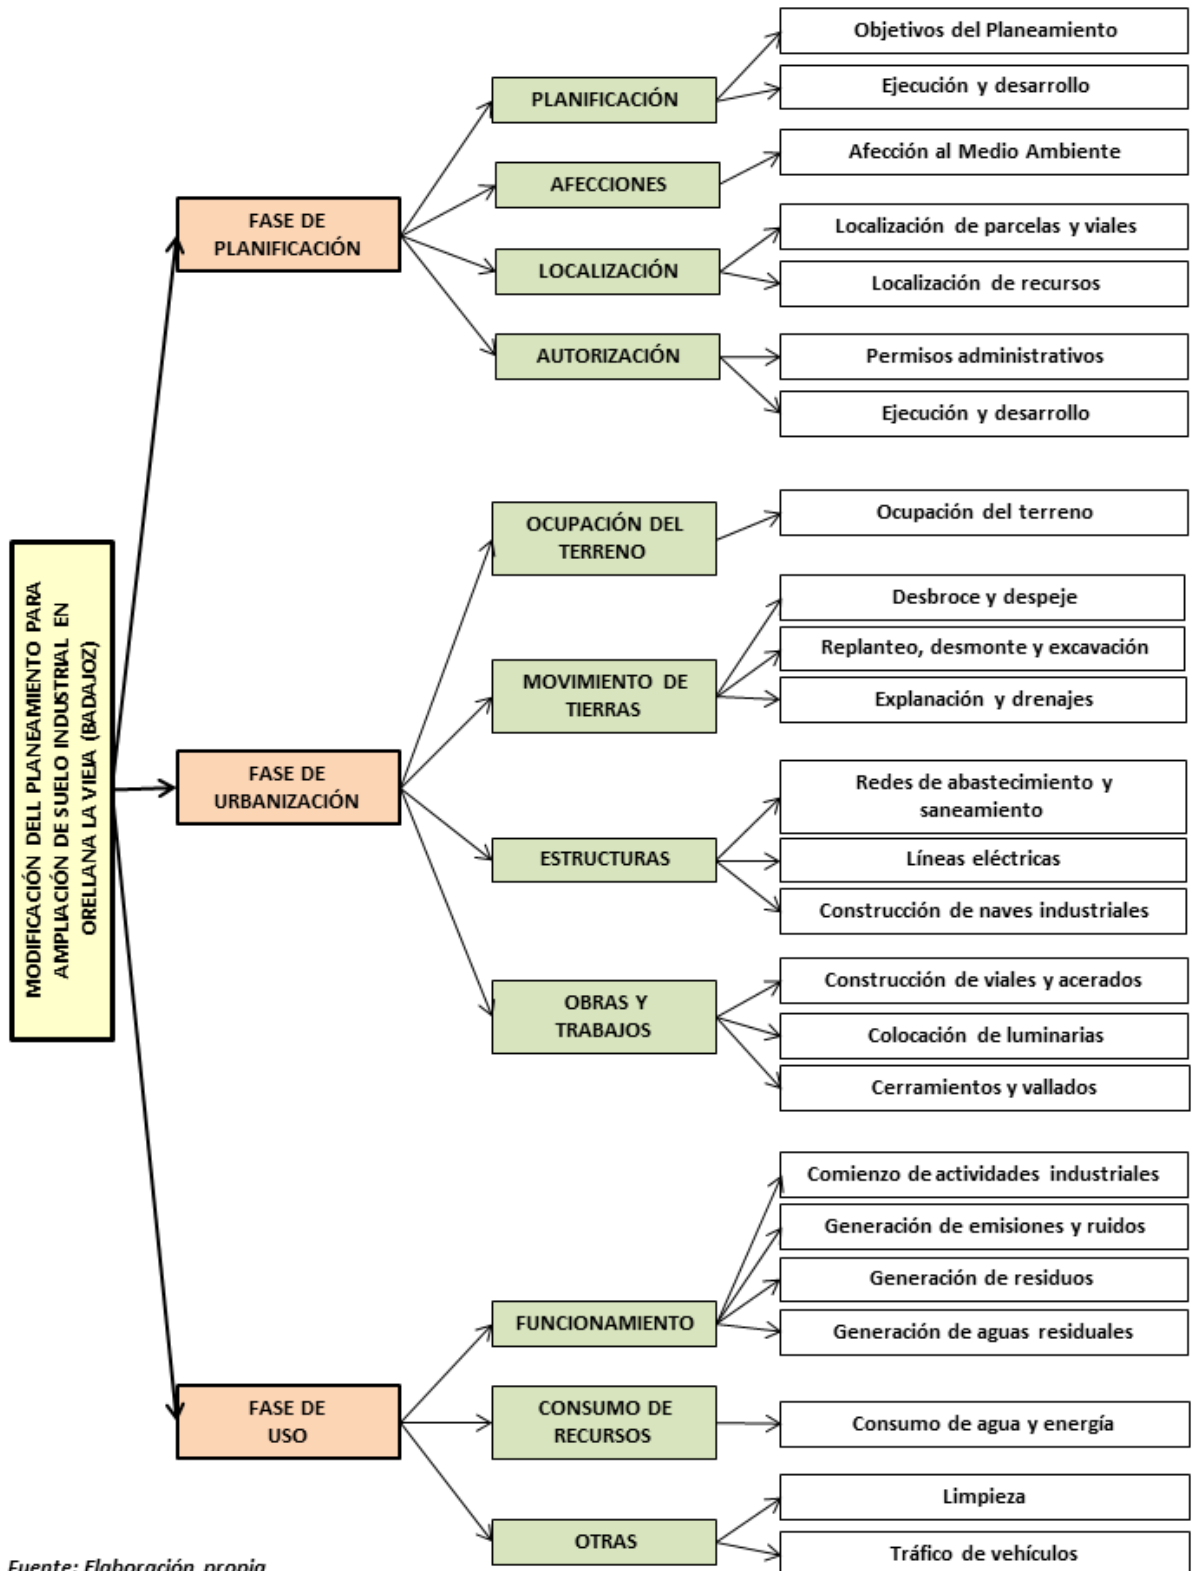 MODIFICACIÓN DELL PLANEAMIENTO PARA
AMPLIACIÓN DE SUELO INDUSTRIAL EN
ORELLANA LA VIEJA (BADAJOZ)
FASE DE
PLANIFICACIÓN
PLANIFICACIÓN
Objetivos del Planeamiento
Ejecución y desarrollo
AFECCIONES
Afección al Medio Ambiente
LOCALIZACIÓN
Localización de parcelas y viales
Localización de recursos
AUTORIZACIÓN
Permisos administrativos
Ejecución y desarrollo
FASE DE
URBANIZACIÓN
OCUPACIÓN DEL
TERRENO
Ocupación del terreno
MOVIMIENTO DE
TIERRAS
Desbroce y despeje
Replanteo, desmonte y excavación
Explanación y drenajes
ESTRUCTURAS
Redes de abastecimiento y
saneamiento
Líneas eléctricas
Construcción de naves industriales
OBRAS Y
TRABAJOS
Construcción de viales y acerados
Colocación de luminarias
Cerramientos y vallados
FASE DE
USO
FUNCIONAMIENTO
Comienzo de actividades industriales
Generación de emisiones y ruidos
Generación de residuos
Generación de aguas residuales
CONSUMO DE
RECURSOS
Consumo de agua y energía
OTRAS
Limpieza
Tráfico de vehículos
Fuente: Elaboración propia